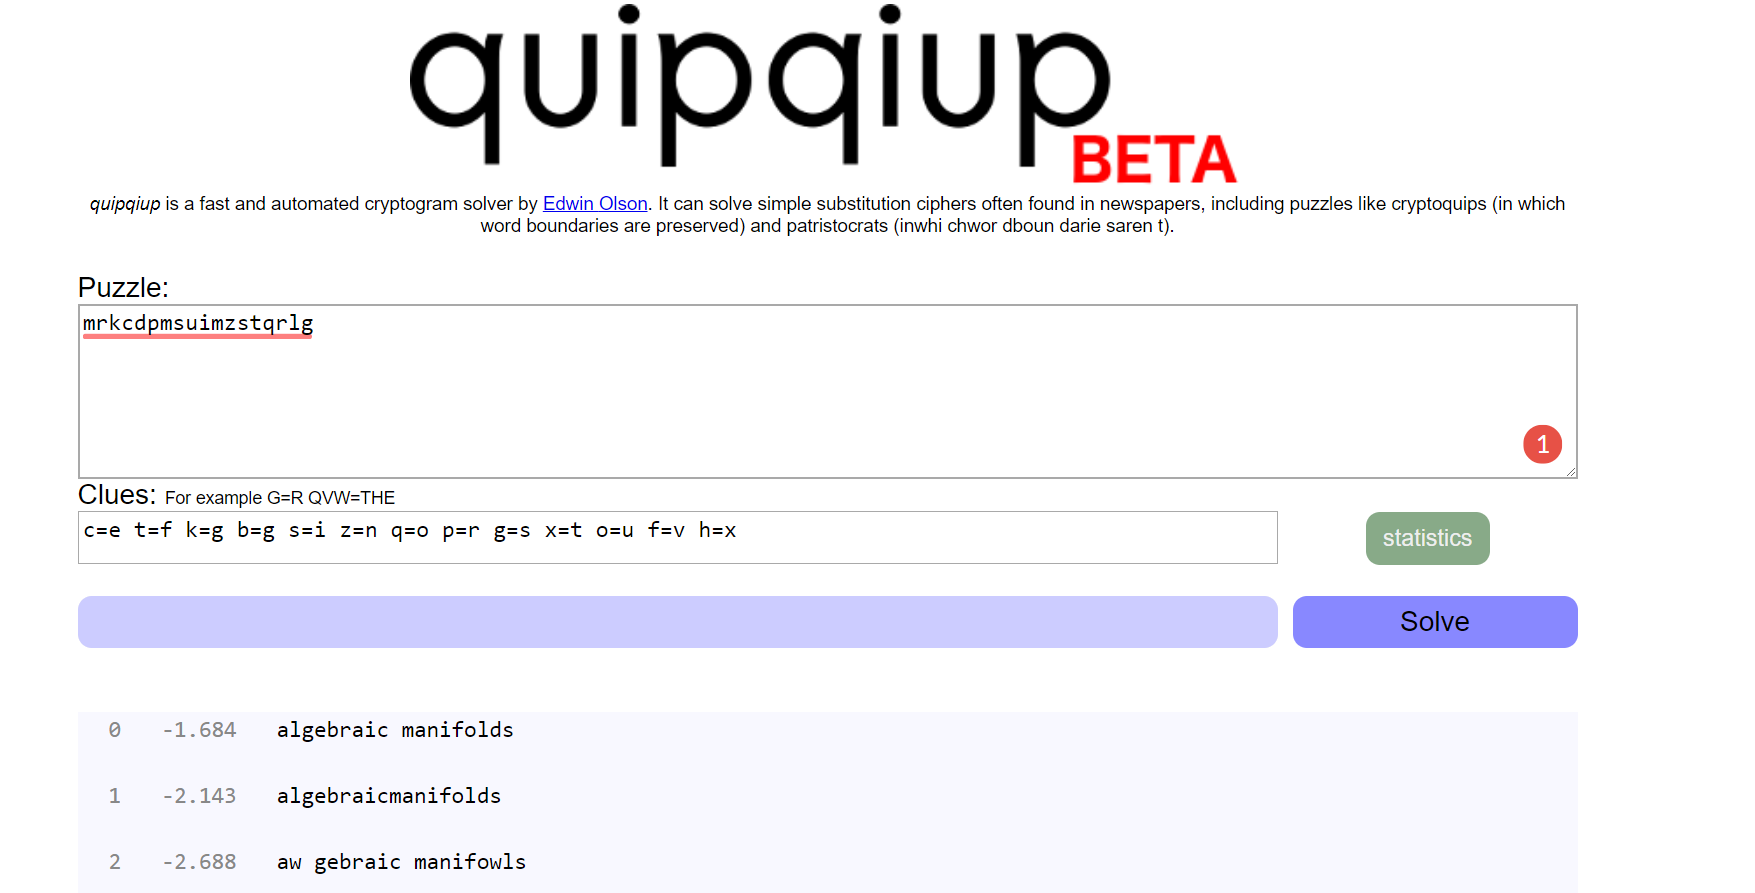 quipqiup
BETA
quipqiup is a fast and automated cryptogram solver by Edwin Olson. It can solve simple substitution ciphers often found in newspapers, including puzzles like cryptoquips (in which
word boundaries are preserved) and patristocrats (inwhi chwor dboun darie saren t).
Puzzle:
mrkcdpmsuimzstqrlg
1
Clues: For example G=R QVW=THE
c=e t=f k=g b=g s=i z=n q=o p=r g=s x=t o=u f=v h=x
statistics
Solve
0 -1.684 algebraic manifolds
1 -2.143 algebraicmanifolds
2 -2.688 aw gebraic manifowls